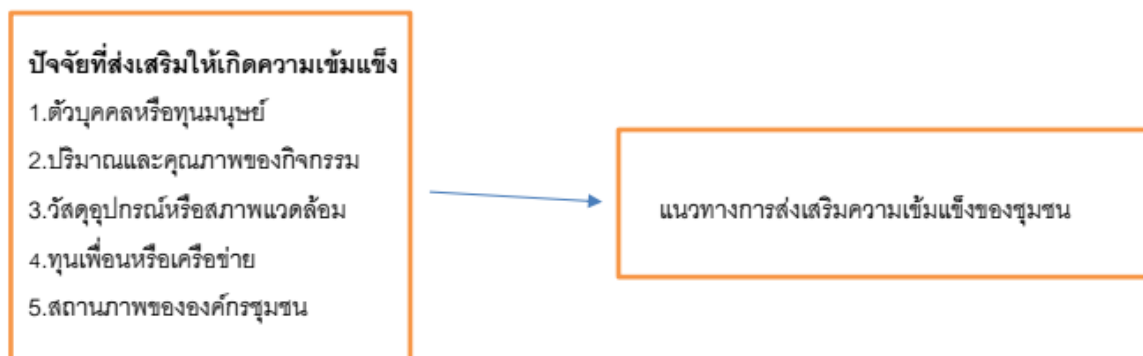 ปัจจัยที่ส่งเสริมให้เกิดความเข้มแข็ง
1.ตัวบุคคลหรือทุนมนุษย์
2.ปริมาณและคุณภาพของกิจกรรม
3.วัสดุอุปกรณ์หรือสภาพแวดล้อม
4.ทุนเพื่อนหรือเครือข่าย
5.สถานภาพขององค์กรชุมชน
แนวทางการส่งเสริมความเข้มแข็งของชุมชน